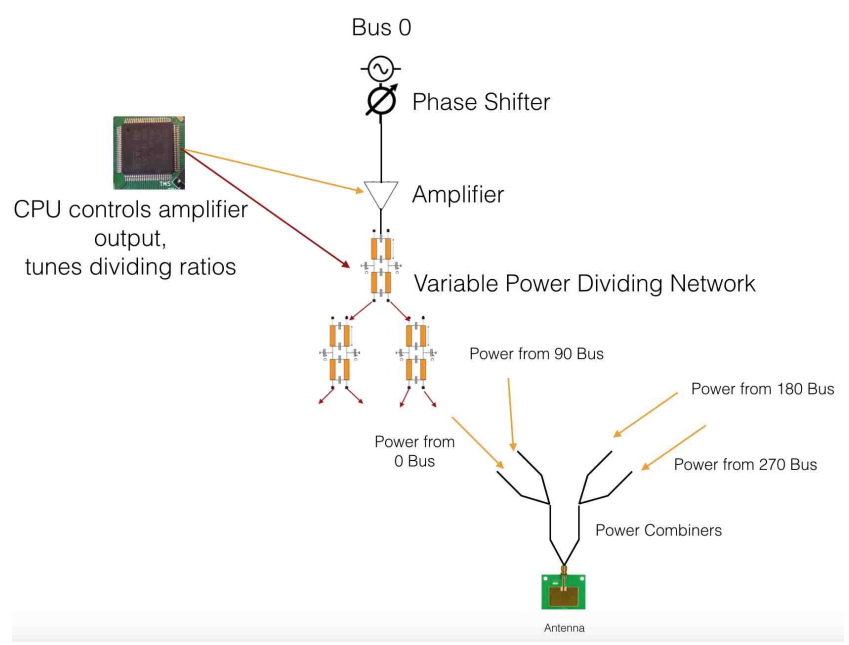 Bus 0
Phase Shifter
CPU controls amplifier
output,
tunes dividing ratios
Amplifier
Variable Power Dividing Network
Power from 90 Bus
Power from 180 Bus
Power from
0 Bus
Power from 270 Bus
Power Combiners
Antenna